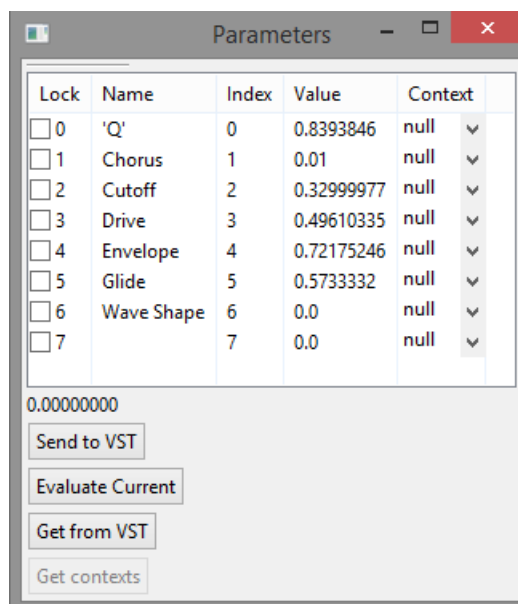 Parameters
Lock Name Index Value Context
0 'Q' 0 0.8393846 null
1 Chorus 1 0.01 null
2 Cutoff 2 0.32999977 null
3 Drive 3 0.49610335 null
4 Envelope 4 0.72175246 null
5 Glide 5 0.5733332 null
6 Wave Shape 6 0.0 null
7 7 0.0 null
0.00000000
Send to VST
Evaluate Current
Get from VST
Get contexts